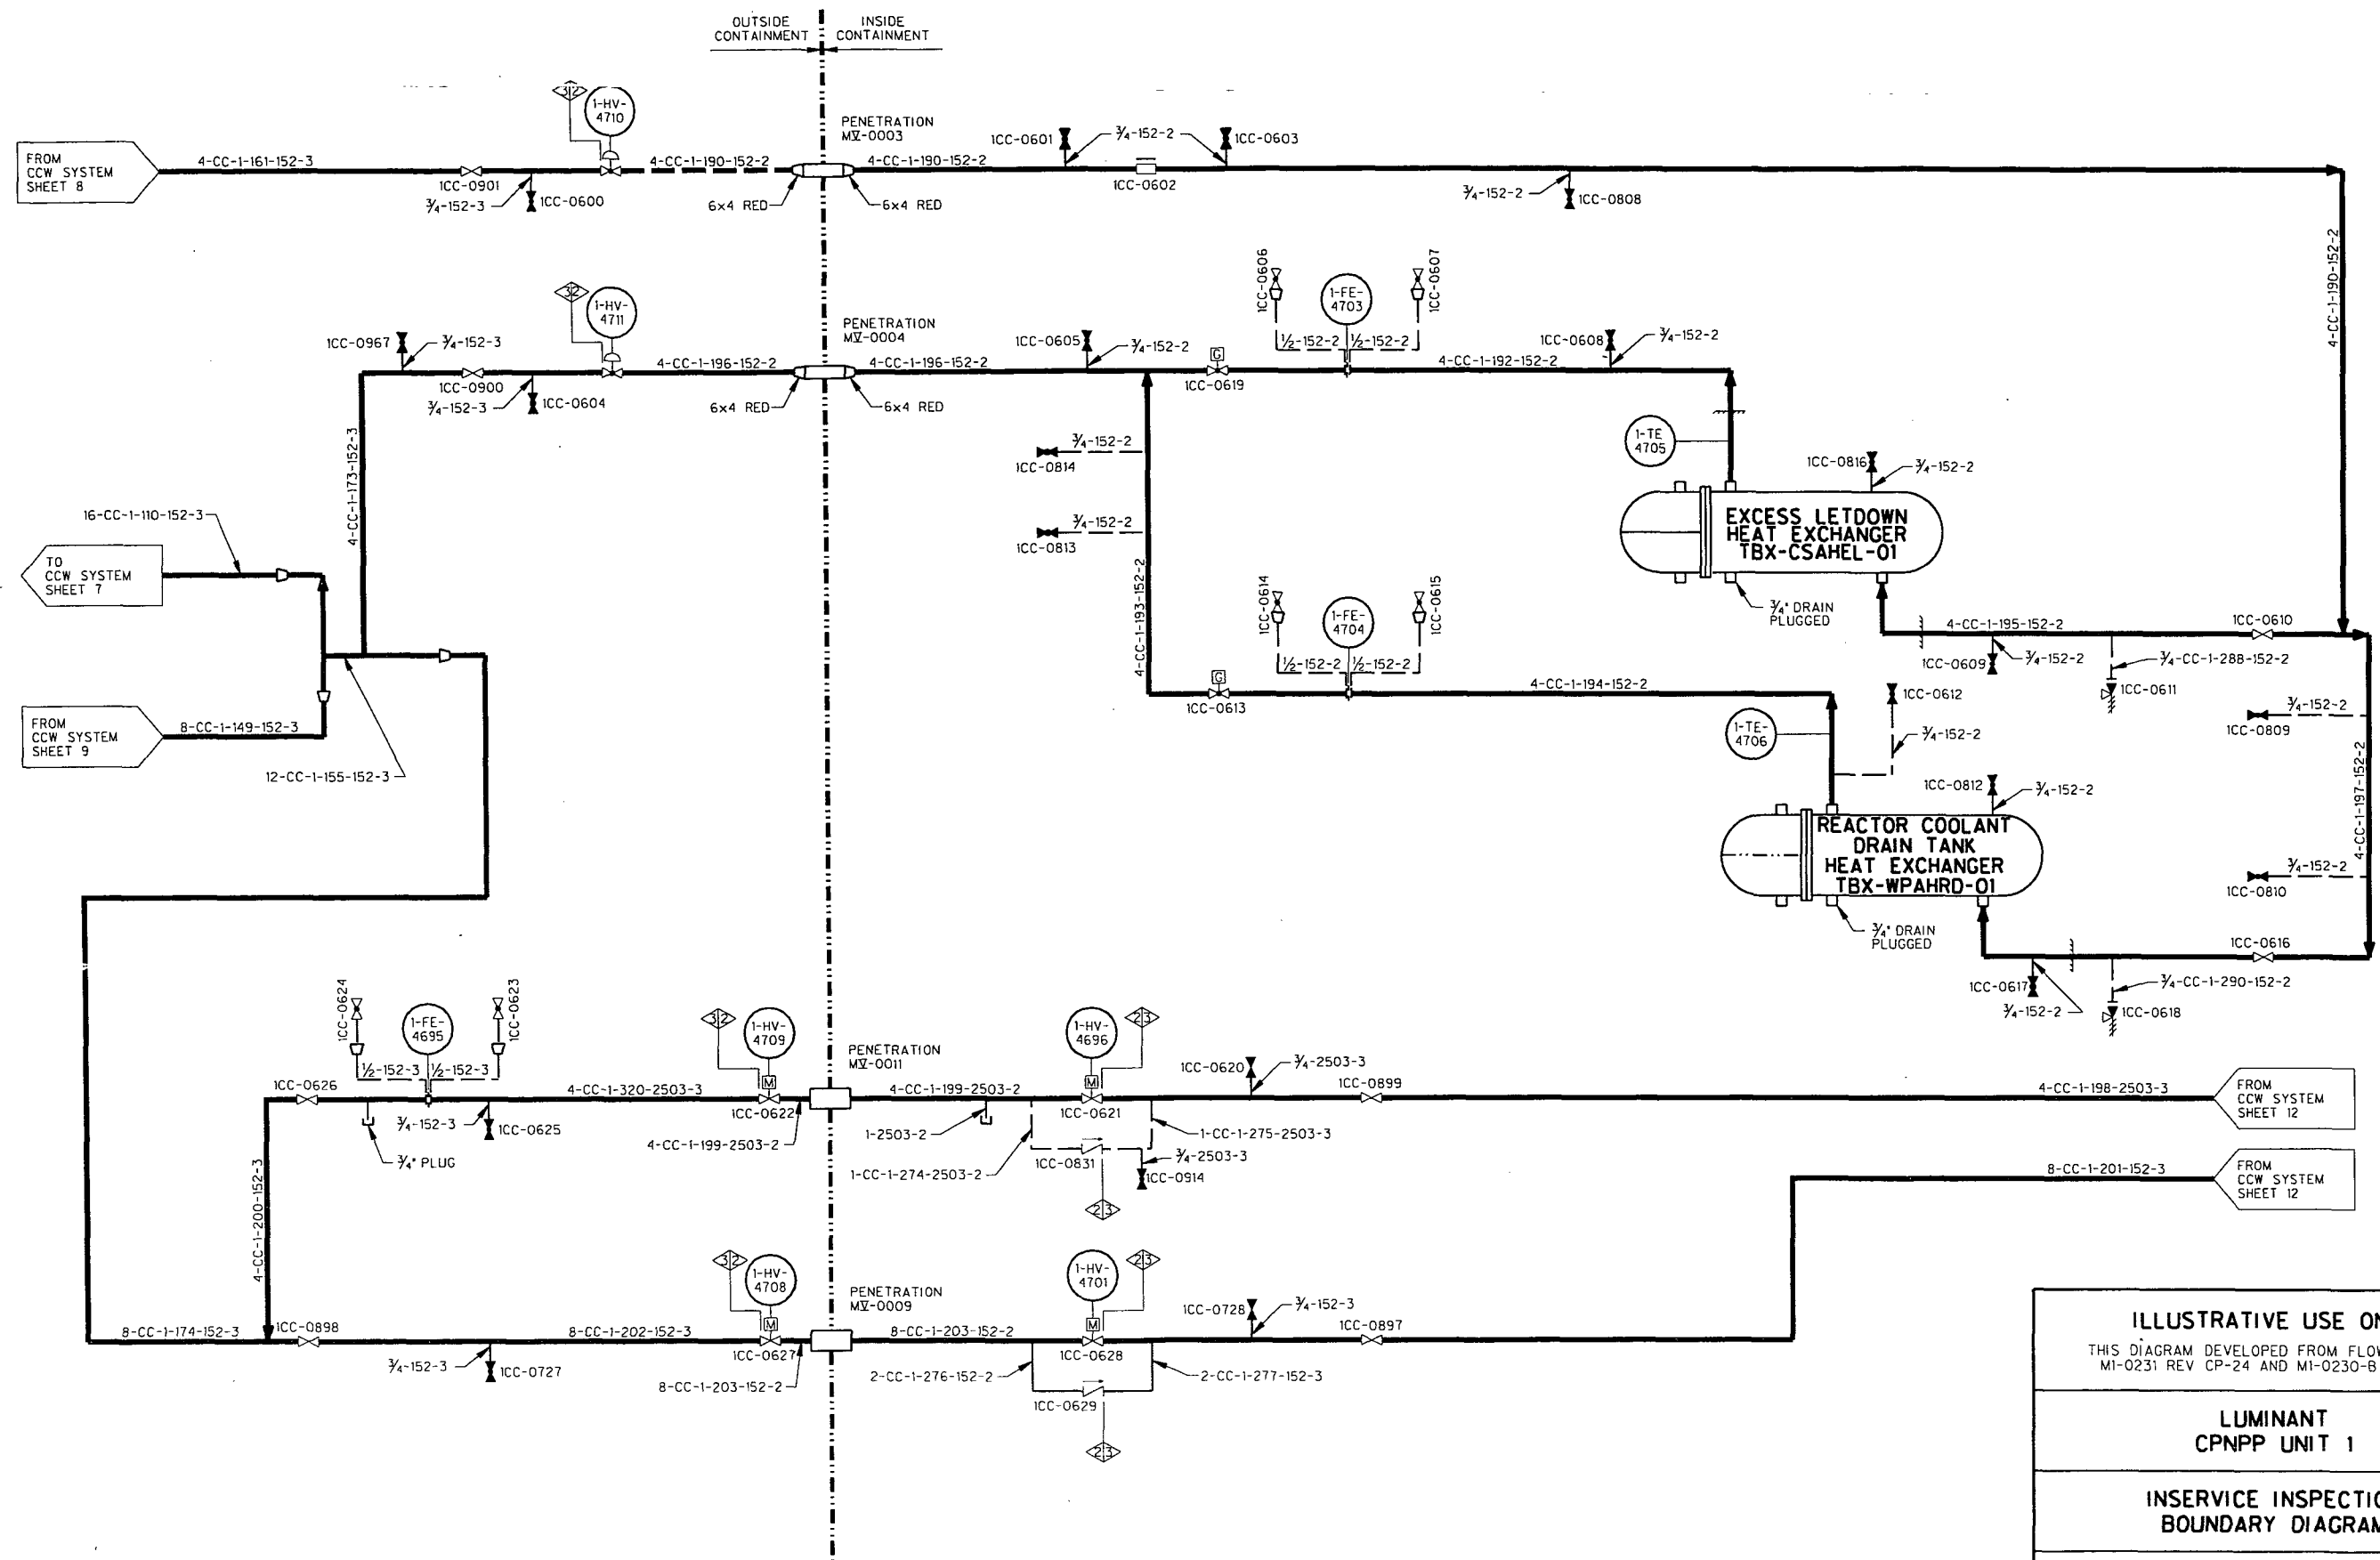 OUTSIDE
CONTAINMENT
INSIDE
CONTAINMENT
32
1-HV-
4710
PENETRATION
MV-0003
FROM
CCW SYSTEM
SHEET 8
4-CC-1-161-152-3
1CC-0901
3/4-152-3
1CC-0600
4-CC-1-190-152-2
6x4 RED
6x4 RED
4-CC-1-190-152-2
1CC-0601
3/4-152-2
1CC-0603
1CC-0602
3/4-152-2
1CC-0808
4-CC-1-190-152-2
32
1-HV-
4711
PENETRATION
MV-0004
1CC-0967
3/4-152-3
1CC-0900
3/4-152-3
1CC-0604
4-CC-1-196-152-2
6x4 RED
6x4 RED
4-CC-1-196-152-2
1CC-0605
3/4-152-2
G
1CC-0619
1CC-0606
1-FE-
4703
1CC-0607
1/2-152-2
1/2-152-2
4-CC-1-192-152-2
1CC-0608
3/4-152-2
4-CC-1-173-152-3
3/4-152-2
1CC-0814
3/4-152-2
1CC-0813
4-CC-1-193-152-2
1-TE
4705
1CC-0816
3/4-152-2
EXCESS LETDOWN
HEAT EXCHANGER
TBX-CSAHEL-01
3/4" DRAIN
PLUGGED
16-CC-1-110-152-3
TO
CCW SYSTEM
SHEET 7
FROM
CCW SYSTEM
SHEET 9
8-CC-1-149-152-3
12-CC-1-155-152-3
1CC-0614
1-FE-
4704
1CC-0615
1/2-152-2
1/2-152-2
G
1CC-0613
4-CC-1-194-152-2
4-CC-1-195-152-2
1CC-0610
1CC-0609
3/4-152-2
3/4-CC-1-288-152-2
1CC-0611
1CC-0612
3/4-152-2
1-TE-
4706
3/4-152-2
1CC-0809
4-CC-1-197-152-2
1CC-0812
3/4-152-2
REACTOR COOLANT
DRAIN TANK
HEAT EXCHANGER
TBX-WPAHRD-01
3/4" DRAIN
PLUGGED
3/4-152-2
1CC-0810
1CC-0616
1CC-0617
3/4-152-2
3/4-CC-1-290-152-2
1CC-0618
1CC-0624
1-FE-
4695
1CC-0623
1/2-152-3
1/2-152-3
1CC-0626
3/4-152-3
1CC-0625
3/4" PLUG
4-CC-1-320-2503-3
32
1-HV-
4709
M
1CC-0622
4-CC-1-199-2503-2
PENETRATION
MV-0011
4-CC-1-199-2503-2
1-2503-2
1-HV-
4696
23
M
1CC-0621
1-CC-1-274-2503-2
1CC-0831
23
1-CC-1-275-2503-3
3/4-2503-3
1CC-0914
1CC-0620
3/4-2503-3
1CC-0899
4-CC-1-198-2503-3
FROM
CCW SYSTEM
SHEET 12
8-CC-1-201-152-3
FROM
CCW SYSTEM
SHEET 12
4-CC-1-200-152-3
8-CC-1-174-152-3
1CC-0898
3/4-152-3
1CC-0727
8-CC-1-202-152-3
32
1-HV-
4708
M
1CC-0627
8-CC-1-203-152-2
PENETRATION
MV-0009
8-CC-1-203-152-2
1-HV-
4701
23
M
1CC-0628
2-CC-1-276-152-2
1CC-0629
23
2-CC-1-277-152-3
1CC-0728
3/4-152-3
1CC-0897
ILLUSTRATIVE USE
THIS DIAGRAM DEVELOPED FROM
M1-0231 REV CP-24 AND M1-0230-B
LUMINANT
CPNPP UNIT 1
INSERVICE
BOUNDARY